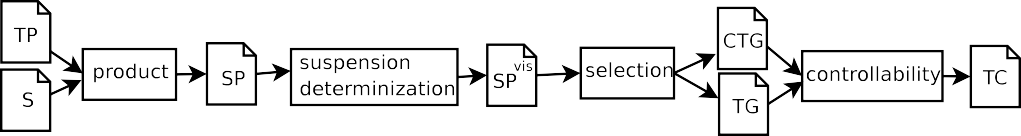 TP
S
product
SP
suspension
determinization
SP vis
selection
CTG
TG
controllability
TC